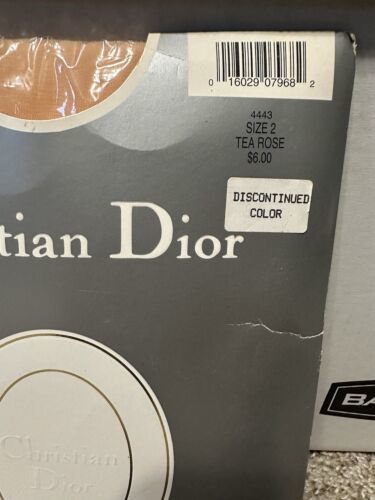 0 16029 07968 2
4443
SIZE 2
TEA ROSE
$6.00
DISCONTINUED
COLOR
tian Dior
Christian
Dior
BA